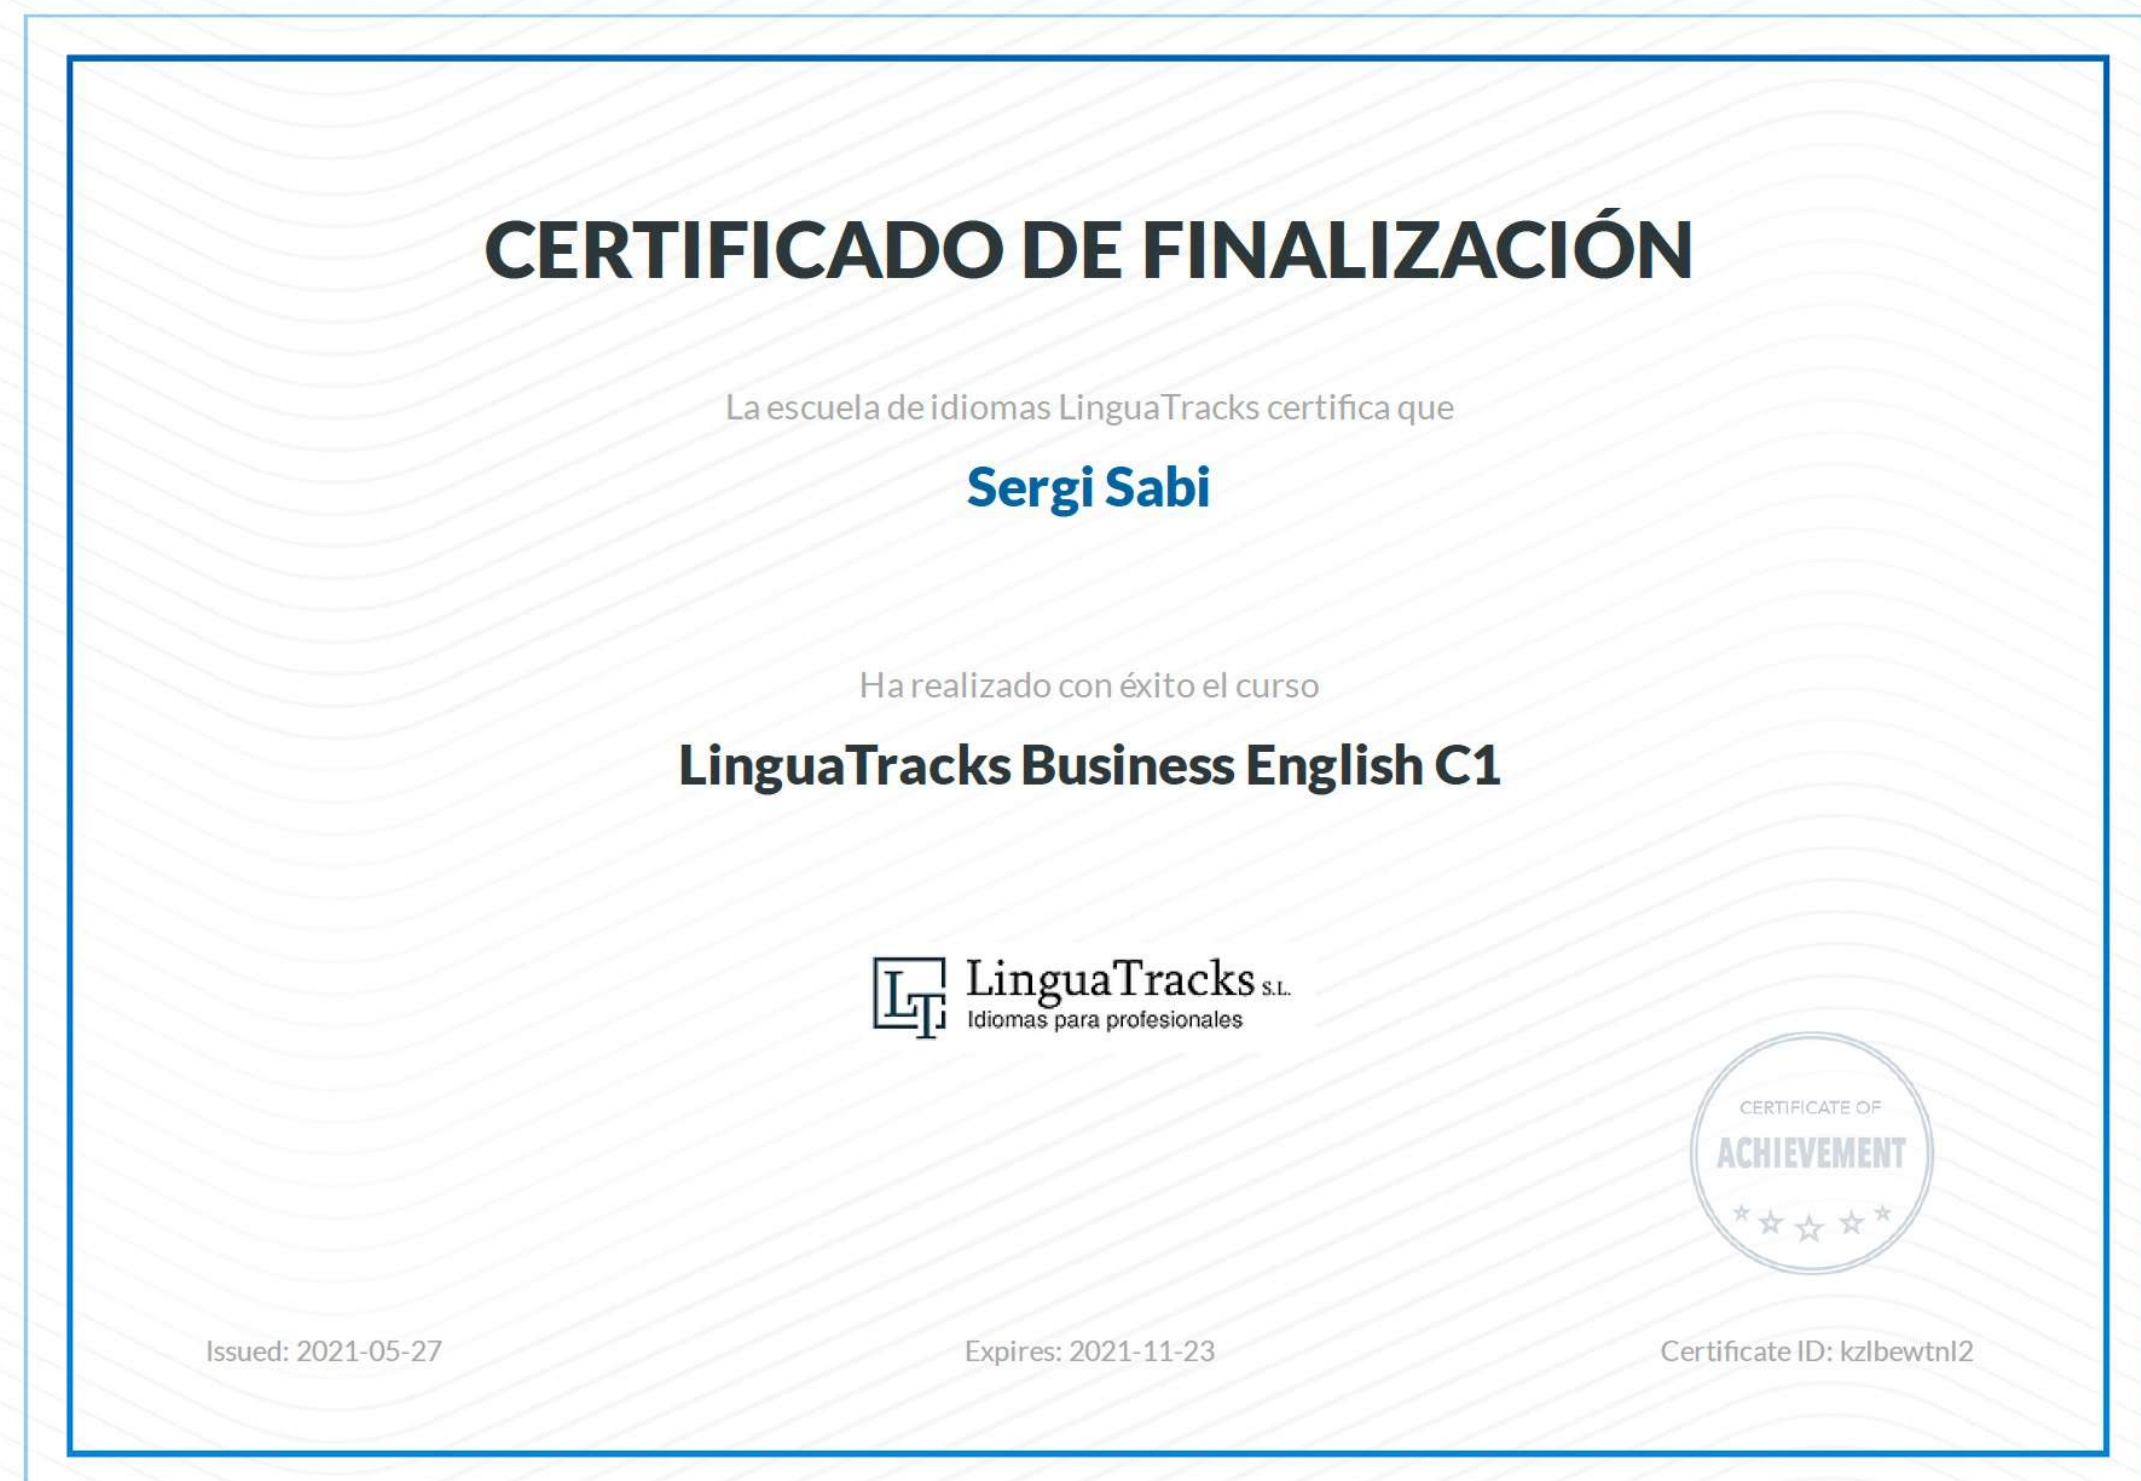 CERTIFICADO DE FINALIZACIÓN
La escuela de idiomas LinguaTracks certifica que
Sergi Sabi
Ha realizado con éxito el curso
LinguaTracks Business English C1
LT LinguaTracks S.L.
Idiomas para profesionales
CERTIFICATE OF
ACHIEVEMENT
Issued: 2021-05-27
Expires: 2021-11-23
Certificate ID: kzlbewtnl2